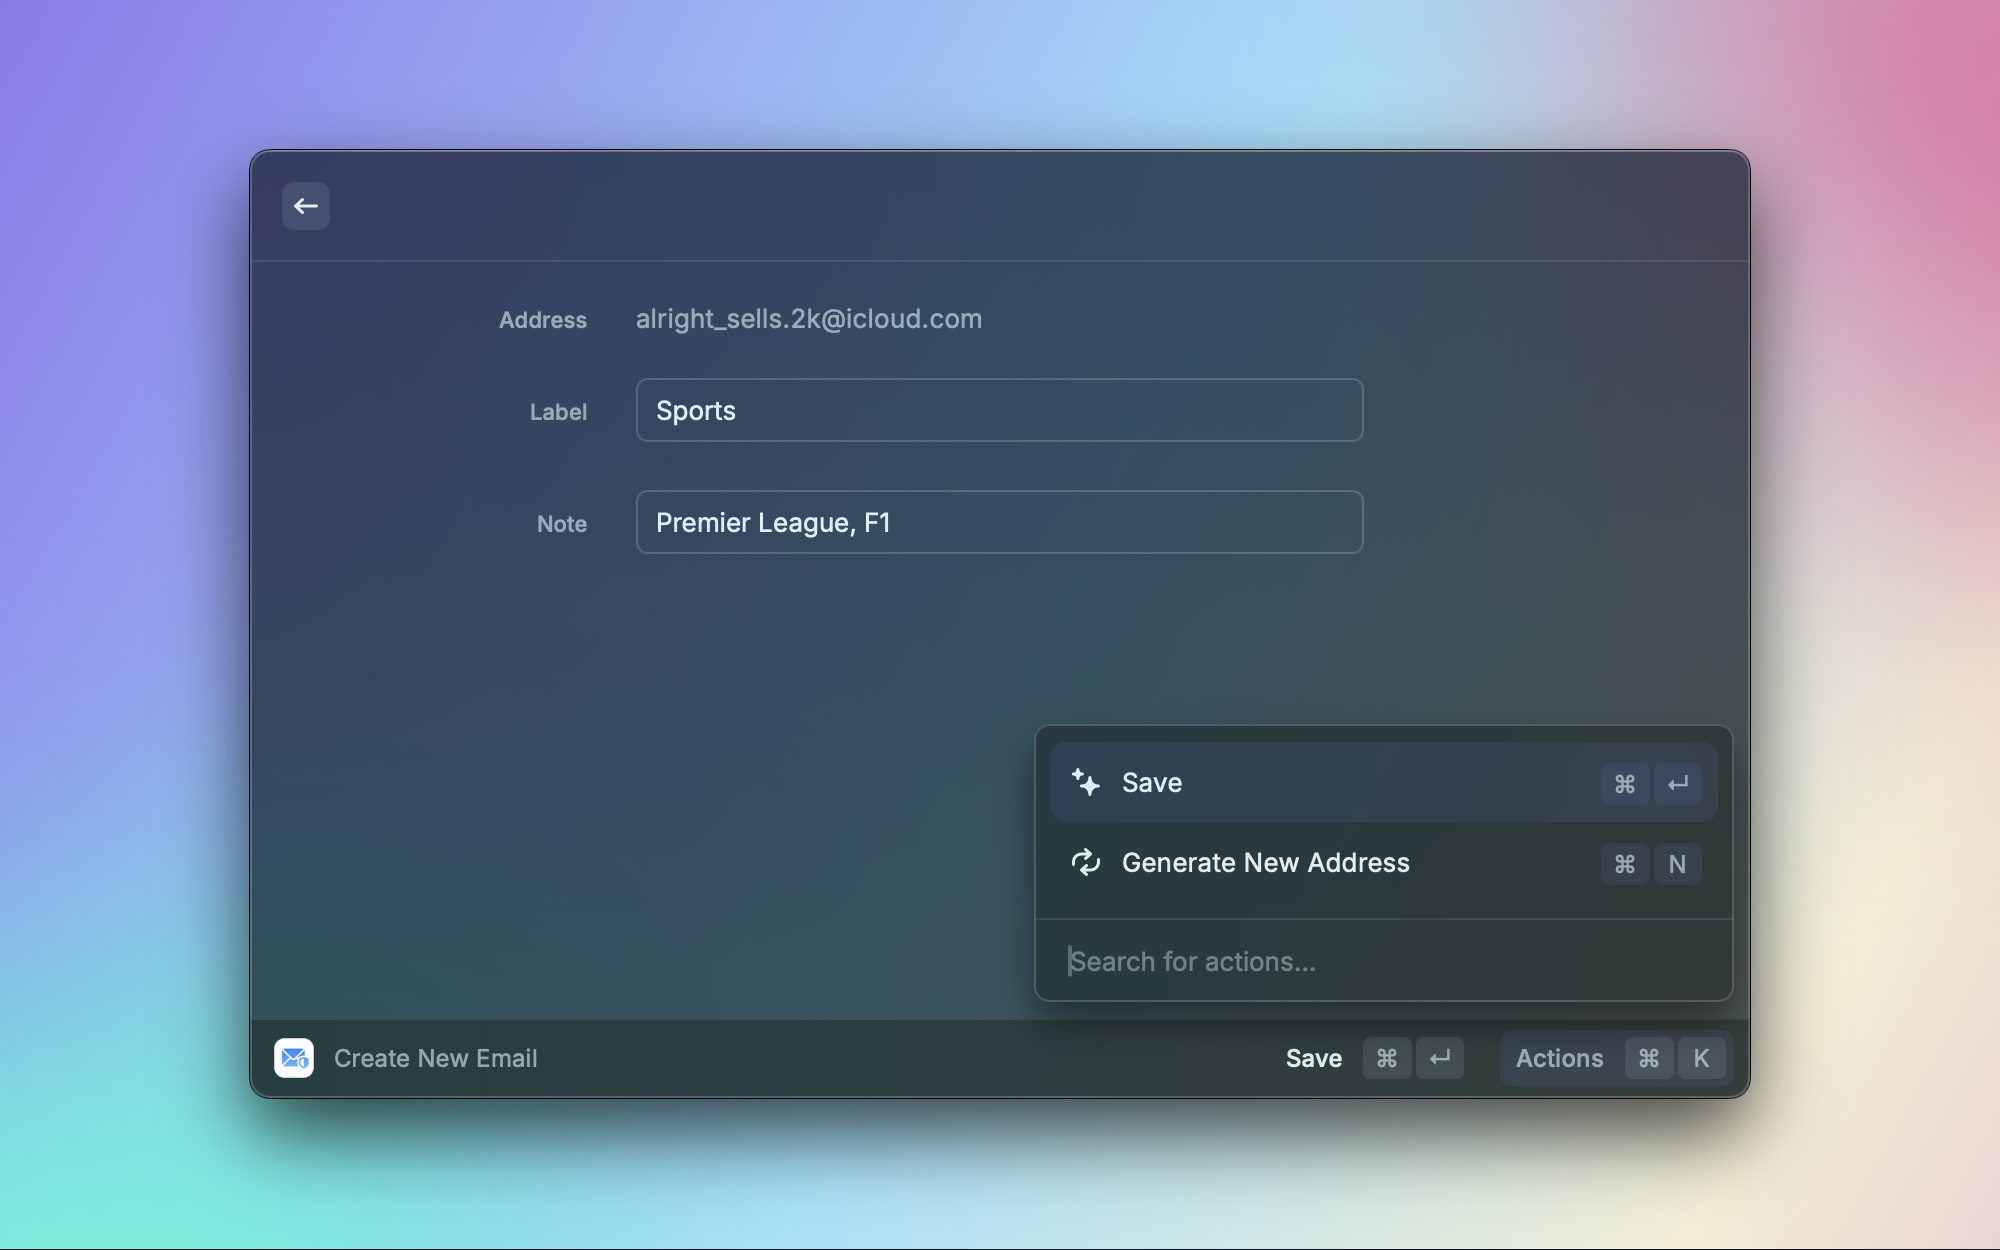 Address alright_sells.2k@icloud.com
Label Sports
Note Premier League, F1
Save ⌘ ↵
Generate New Address ⌘ N
Search for actions...
Create New Email Save ⌘ ↵ Actions ⌘ K